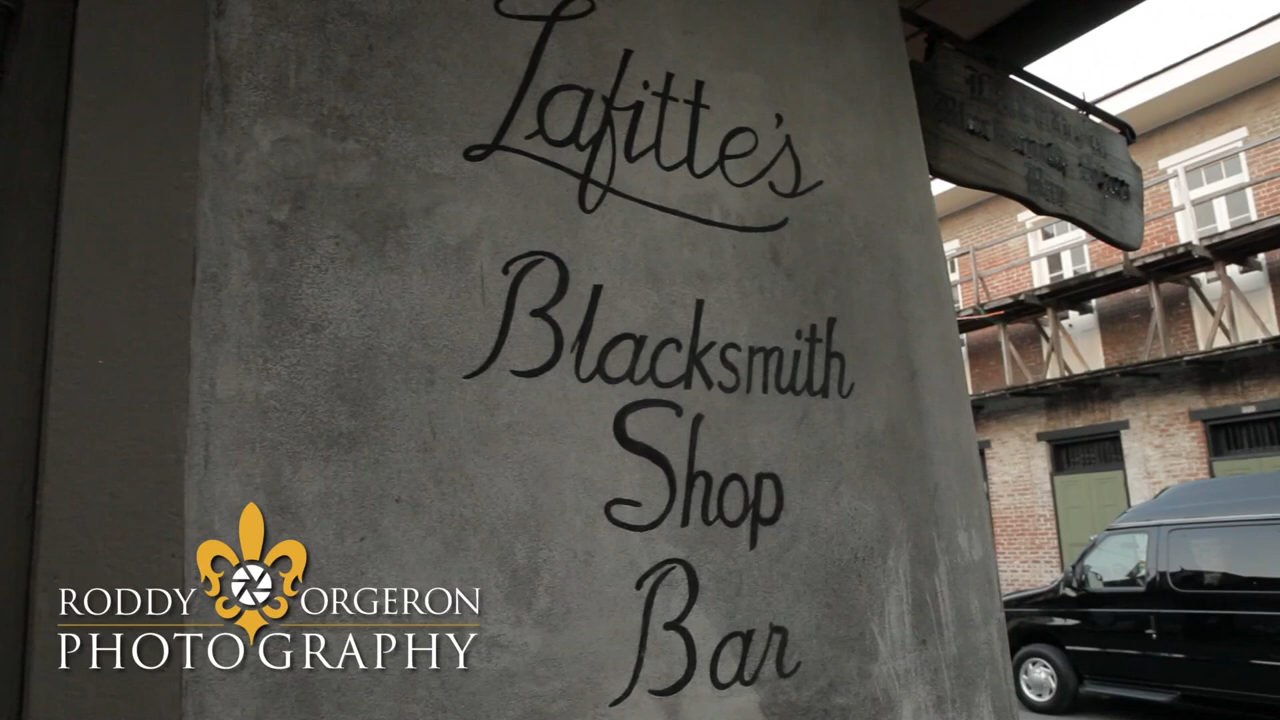 Lafitte's
Blacksmith
Shop
Bar
RODDY ORGERON
PHOTOGRAPHY